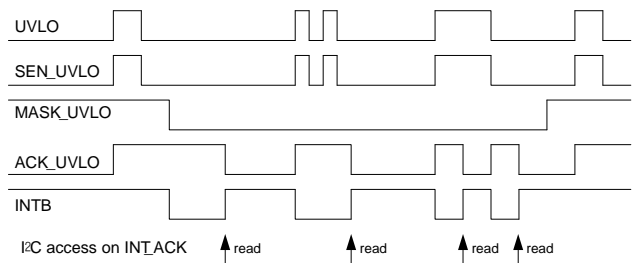 UVLO
SEN_UVLO
MASK_UVLO
ACK_UVLO
INTB
I2C access on INT_ACK read read read read